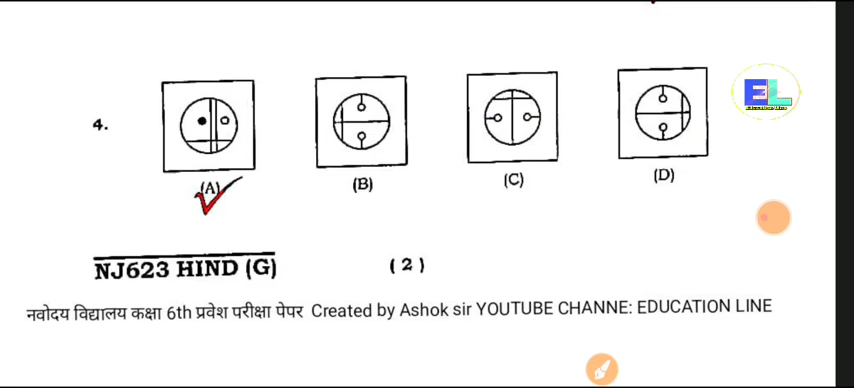 4.
EL
(A)
(B)
(C)
(D)
NJ623 HIND (G)
( 2 )
नवोदय विद्यालय कक्षा 6th प्रवेश परीक्षा पेपर Created by Ashok sir YOUTUBE CHANNE: EDUCATION LINE